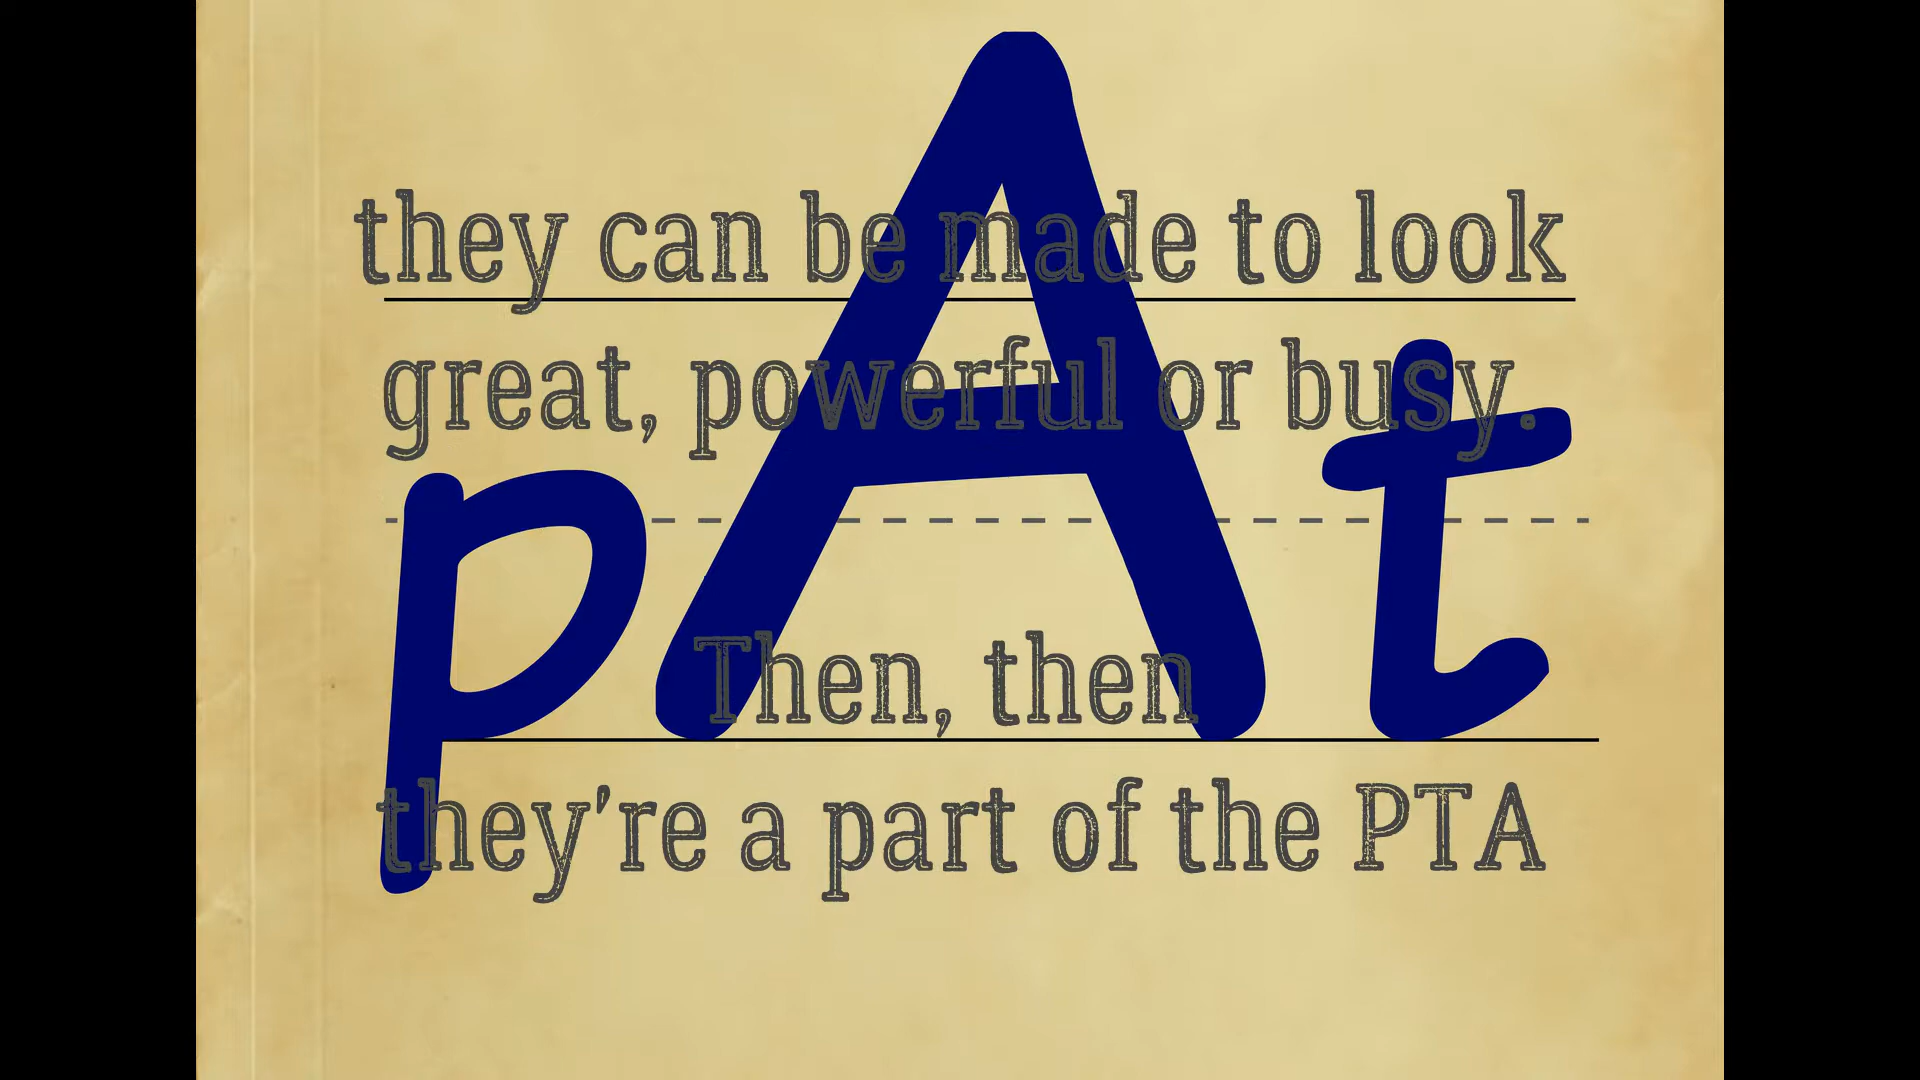 they can be made to look
great, powerful or busy.
pAt
Then, then
they're a part of the PTA